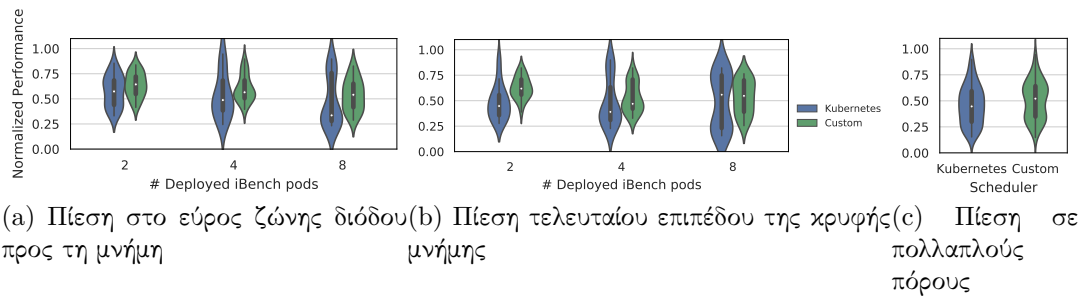 Normalized Performance
1.00
0.75
0.50
0.25
0.00
2 4 8
# Deployed iBench pods
1.00
0.75
0.50
0.25
0.00
2 4 8
# Deployed iBench pods
Kubernetes
Custom
1.00
0.75
0.50
0.25
0.00
Kubernetes Custom
Scheduler
(a) Πίεση στο εύρος ζώνης διόδου
προς τη μνήμη
(b) Πίεση τελευταίου επιπέδου της κρυφής
μνήμης
(c) Πίεση σε
πολλαπλούς
πόρους